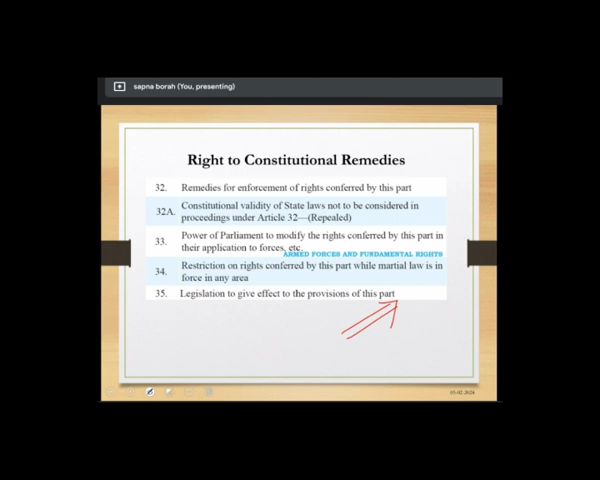 sapna borah (You, presenting)
Right to Constitutional Remedies
32. Remedies for enforcement of rights conferred by this part
32A. Constitutional validity of State laws not to be considered in
proceedings under Article 32—(Repealed)
33. Power of Parliament to modify the rights conferred by this part in
their application to forces, etc.
ARMED FORCES AND FUNDAMENTAL RIGHTS
34. Restriction on rights conferred by this part while martial law is in
force in any area
35. Legislation to give effect to the provisions of this part